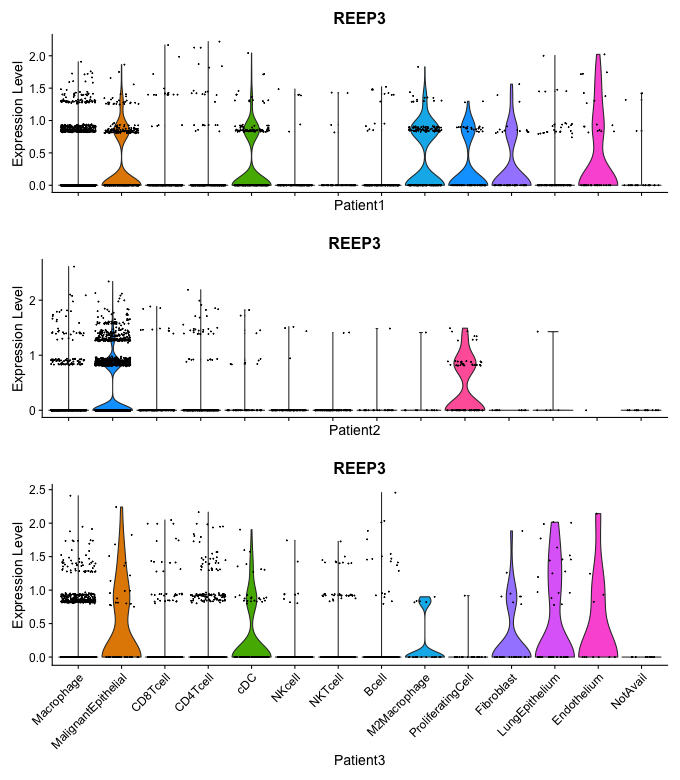 REEP3
Expression Level
2.0
1.5
1.0
0.5
0.0
Patient1
REEP3
Expression Level
2
1
0
Patient2
REEP3
Expression Level
2.5
2.0
1.5
1.0
0.5
0.0
Macrophage
MalignantEpithelial
CD8Tcell
CD4Tcell
cDC
NKcell
NKTcell
Bcell
M2Macrophage
ProliferatingCell
Fibroblast
LungEpithelium
Endothelium
NotAvail
Patient3